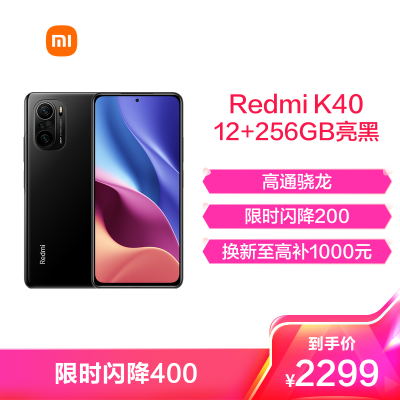 mi
Redmi K40
12+256GB亮黑
高通骁龙
限时闪降200
换新至高补1000元
Redmi
限时闪降400
到手价
¥2299